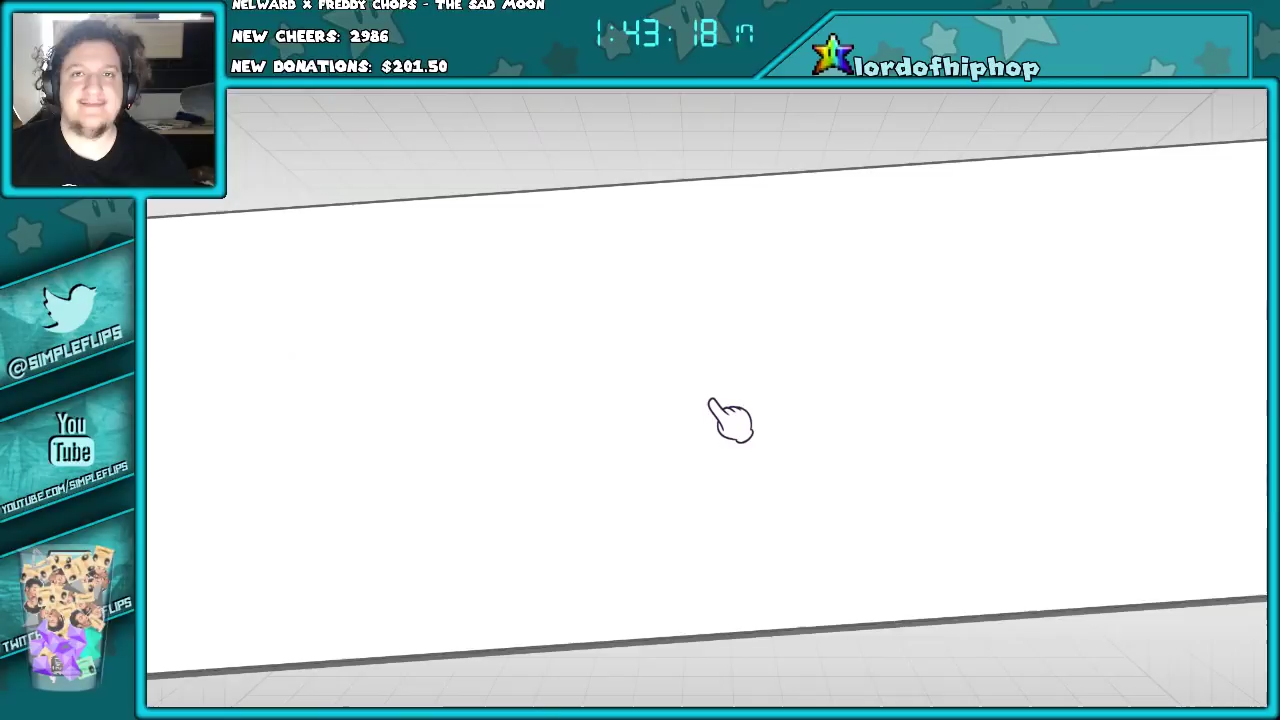 NELWARD X FREDDY CHOPS - THE SAD MOON
NEW CHEERS: 2986
NEW DONATIONS: $201.50
1:43:18
lordofhiphop
@SIMPLEFLIPS
You
Tube
YOUTUBE.COM/SIMPLEFLIPS